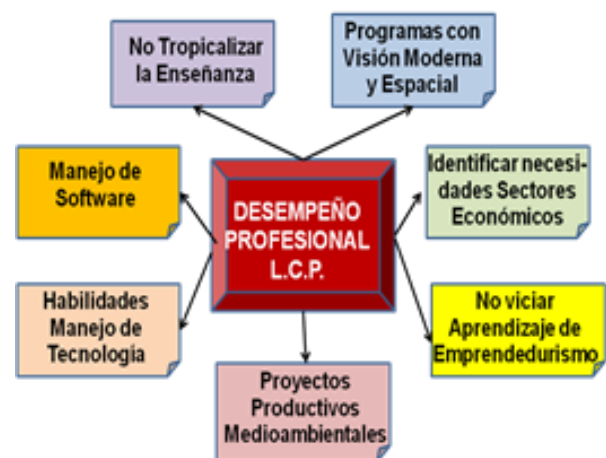 No Tropicalizar
la Enseñanza
Programas con
Visión Moderna
y Espacial
Manejo de
Software
DESEMPEÑO
PROFESIONAL
L.C.P.
Identificar necesi-
dades Sectores
Económicos
Habilidades
Manejo de
Tecnología
No viciar
Aprendizaje de
Emprendedurismo
Proyectos
Productivos
Medioambientales